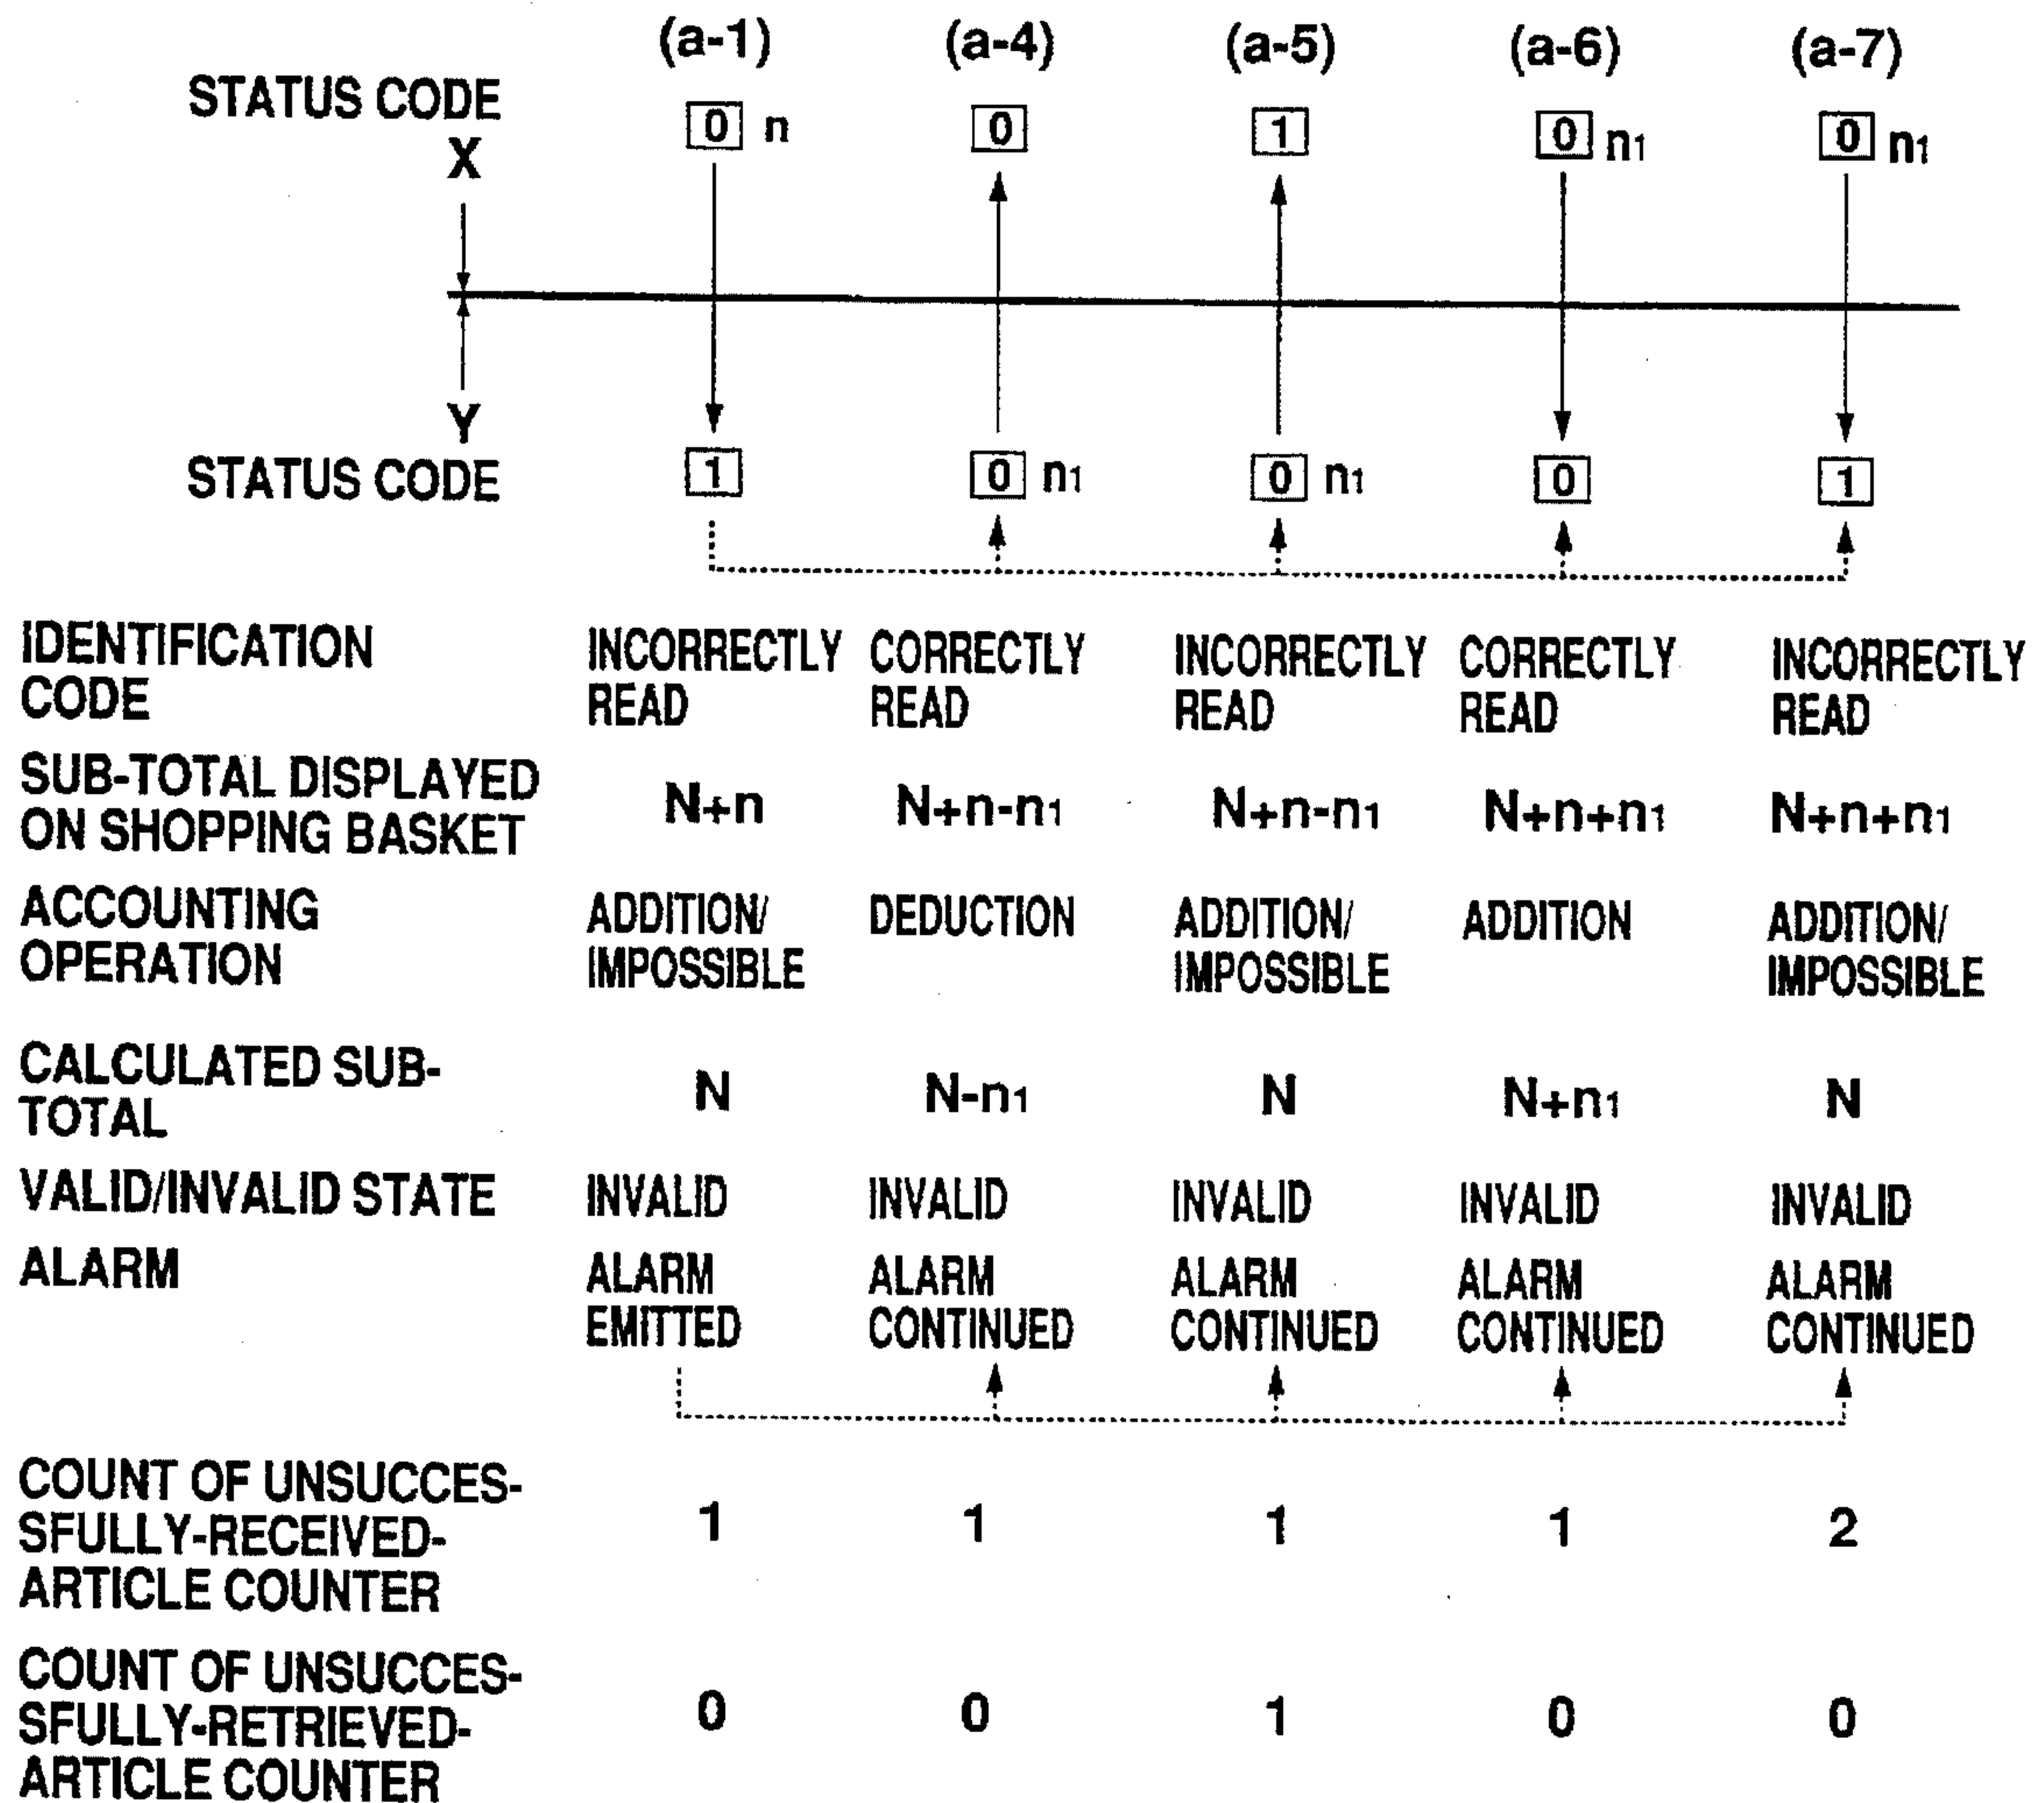 (a-1) (a-4) (a-5) (a-6) (a-7)
STATUS CODE 0 n 0 1 0 n1 0 n1
X
Y
STATUS CODE 1 0 n1 0 n1 0 1
IDENTIFICATION INCORRECTLY CORRECTLY INCORRECTLY CORRECTLY INCORRECTLY
CODE READ READ READ READ READ
SUB-TOTAL DISPLAYED N+n N+n-n1 N+n-n1 N+n+n1 N+n+n1
ON SHOPPING BASKET
ACCOUNTING ADDITION/ DEDUCTION ADDITION/ ADDITION ADDITION/
OPERATION IMPOSSIBLE IMPOSSIBLE IMPOSSIBLE
CALCULATED SUB- N N-n1 N N+n1 N
TOTAL
VALID/INVALID STATE INVALID INVALID INVALID INVALID INVALID
ALARM ALARM ALARM ALARM ALARM ALARM
EMITTED CONTINUED CONTINUED CONTINUED CONTINUED
COUNT OF UNSUCCES-
SFULLY-RECEIVED- 1 1 1 1 2
ARTICLE COUNTER
COUNT OF UNSUCCES-
SFULLY-RETRIEVED- 0 0 1 0 0
ARTICLE COUNTER